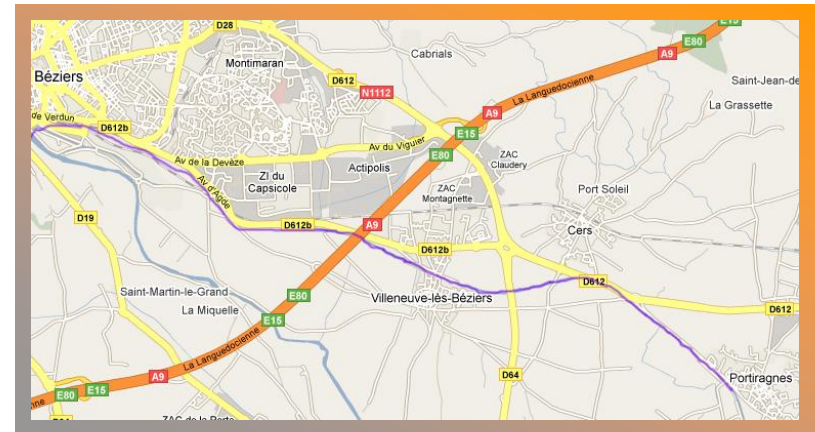 D28
E15
E80
A9
Cabrials
Montimaran
Béziers
D612
N1112
Saint-Jean-de
La Languedocienne
La Grassette
A9
de Verdun
D612b
E15
Av du Viguier
E80
Av de la Devèze
ZAC
Claudery
Actipolis
ZI du
Capsicole
ZAC
Montagnette
Port Soleil
Av d'Agde
D19
D612b
A9
Cers
D612b
D612
Saint-Martin-le-Grand
E80
Villeneuve-lès-Béziers
La Miquelle
D612
E15
La Languedocienne
A9
D64
Portiragnes
E80
E15